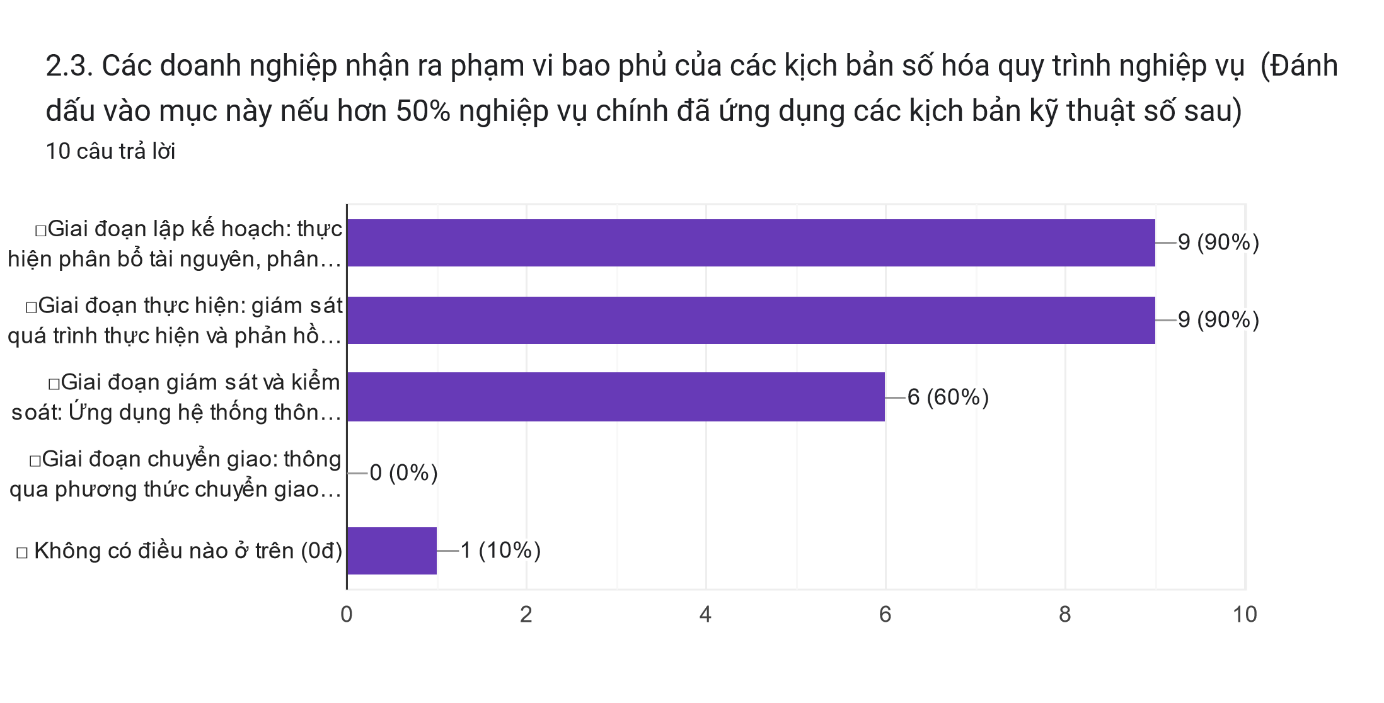 2.3. Các doanh nghiệp nhận ra phạm vi bao phủ của các kịch bản số hóa quy trình nghiệp vụ (Đánh
dấu vào mục này nếu hơn 50% nghiệp vụ chính đã ứng dụng các kịch bản kỹ thuật số sau)
10 câu trả lời
□Giai đoạn lập kế hoạch: thực
hiện phân bổ tài nguyên, phân…
9 (90%)
□Giai đoạn thực hiện: giám sát
quá trình thực hiện và phản hồ…
9 (90%)
□Giai đoạn giám sát và kiểm
soát: Ứng dụng hệ thống thôn…
6 (60%)
□Giai đoạn chuyển giao: thông
qua phương thức chuyển giao…
0 (0%)
□ Không có điều nào ở trên (0đ)
1 (10%)
0 2 4 6 8 10